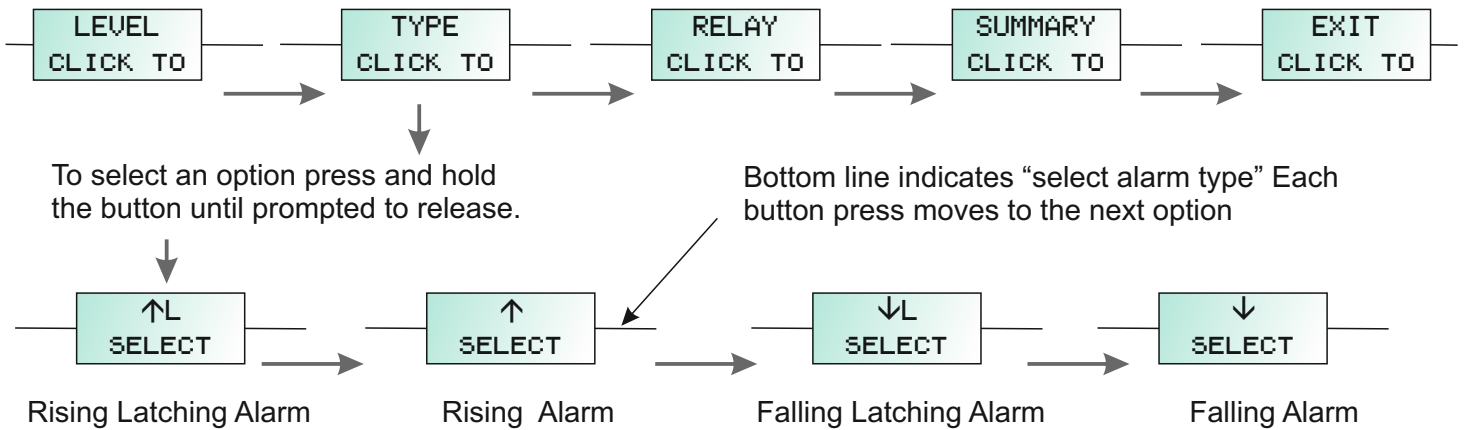 LEVEL
CLICK TO
TYPE
CLICK TO
RELAY
CLICK TO
SUMMARY
CLICK TO
EXIT
CLICK TO
To select an option press and hold
the button until prompted to release.
Bottom line indicates “select alarm type” Each
button press moves to the next option
↑L
SELECT
↑
SELECT
↓L
SELECT
↓
SELECT
Rising Latching Alarm
Rising Alarm
Falling Latching Alarm
Falling Alarm